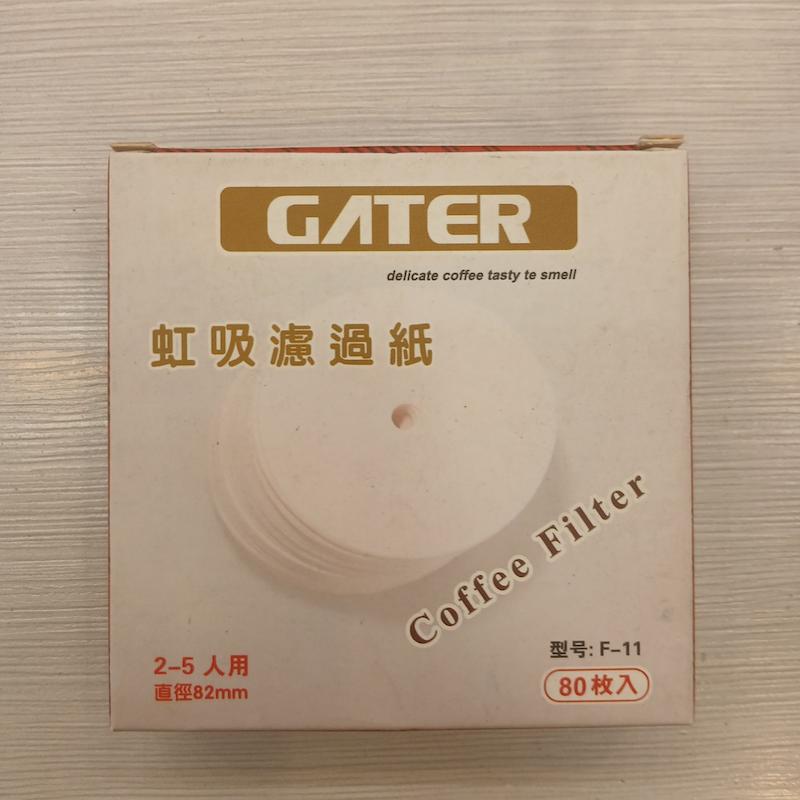 GATER
delicate coffee tasty te smell
虹吸濾過紙
Coffee Filter
2-5 人用
直徑82mm
型号: F-11
80枚入